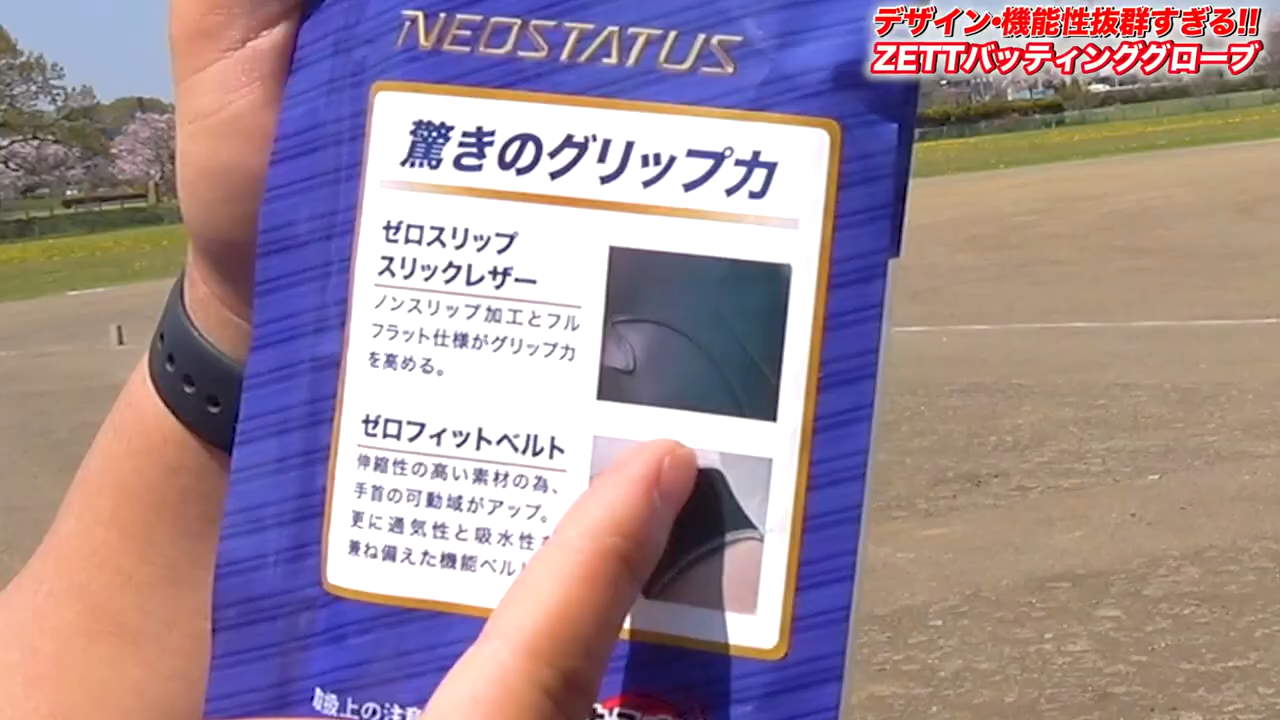 デザイン・機能性抜群すぎる!!
ZETTバッティンググローブ
NEOSTATUS
驚きのグリップ力
ゼロスリップ
スリックレザー
ノンスリップ加工とフル
フラット仕様がグリップ力
を高める。
ゼロフィットベルト
伸縮性の高い素材の為、
手首の可動域がアップ。
更に通気性と吸水性
兼ね備えた機能ベル
取扱上の注意